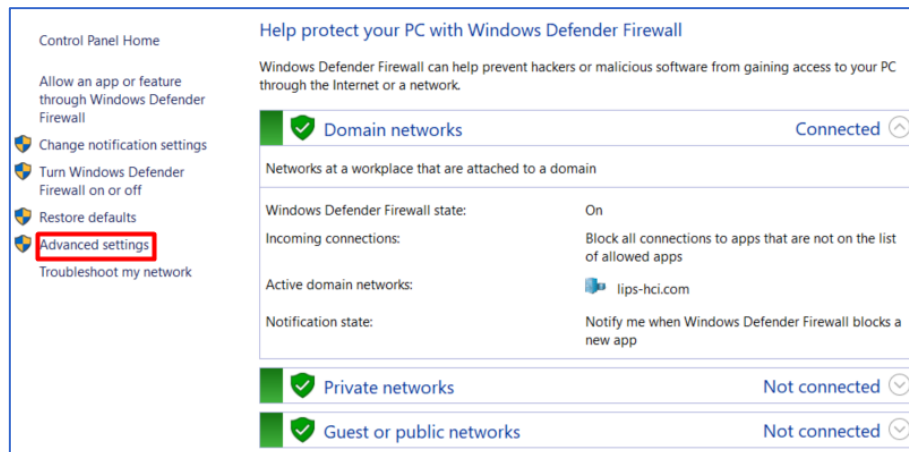 Control Panel Home
Allow an app or feature
through Windows Defender
Firewall
Change notification settings
Turn Windows Defender
Firewall on or off
Restore defaults
Advanced settings
Troubleshoot my network
Help protect your PC with Windows Defender Firewall
Windows Defender Firewall can help prevent hackers or malicious software from gaining access to your PC
through the Internet or a network.
Domain networks Connected
Networks at a workplace that are attached to a domain
Windows Defender Firewall state: On
Incoming connections: Block all connections to apps that are not on the list
of allowed apps
Active domain networks: lips-hci.com
Notification state: Notify me when Windows Defender Firewall blocks a
new app
Private networks Not connected
Guest or public networks Not connected